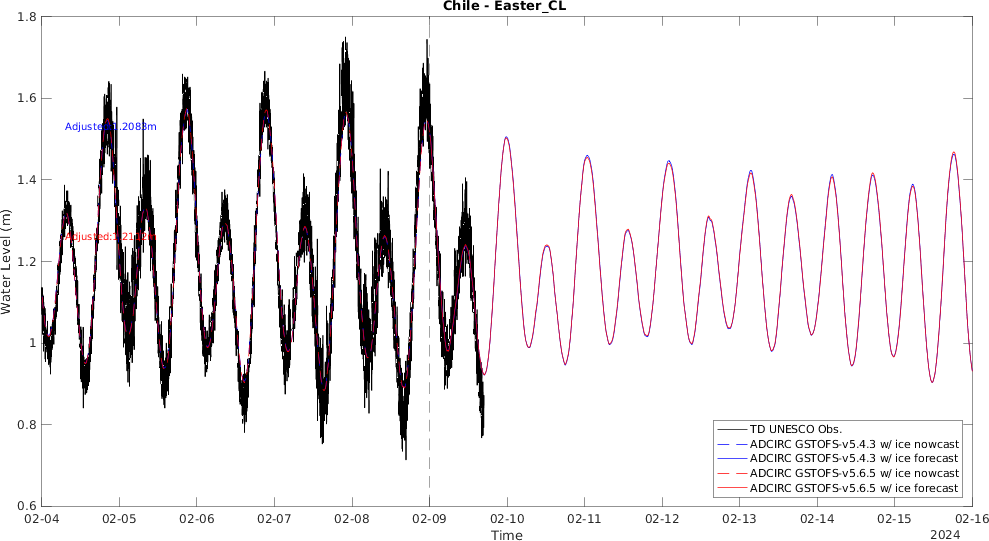 Chile - Easter_CL
Water Level (m)
1.8
1.6
1.4
1.2
1
0.8
0.6
02-04
02-05
02-06
02-07
02-08
02-09
02-10
02-11
02-12
02-13
02-14
02-15
02-16
Time
2024
TD UNESCO Obs.
ADCIRC GSTOFS-v5.4.3 w/ ice nowcast
ADCIRC GSTOFS-v5.4.3 w/ ice forecast
ADCIRC GSTOFS-v5.6.5 w/ ice nowcast
ADCIRC GSTOFS-v5.6.5 w/ ice forecast